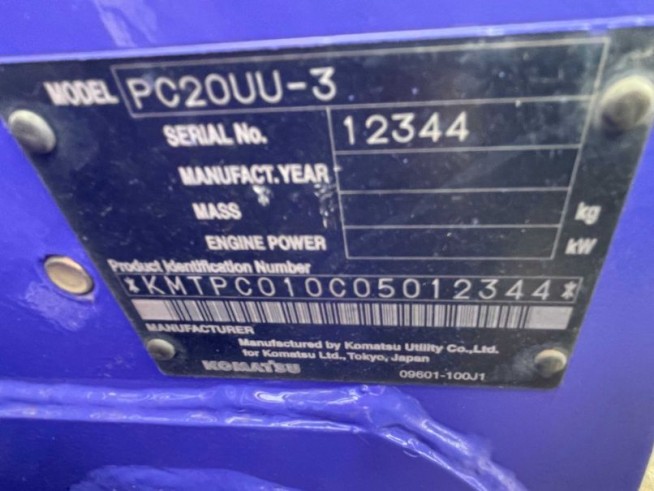 MODEL PC20UU-3
SERIAL No. 12344
MANUFACT. YEAR
MASS kg
ENGINE POWER kW
Product Identification Number
*KMTPC010C05012344*
MANUFACTURER
Manufactured by Komatsu Utility Co.,Ltd.
for Komatsu Ltd.,Tokyo, Japan
KOMATSU
09601-100J1